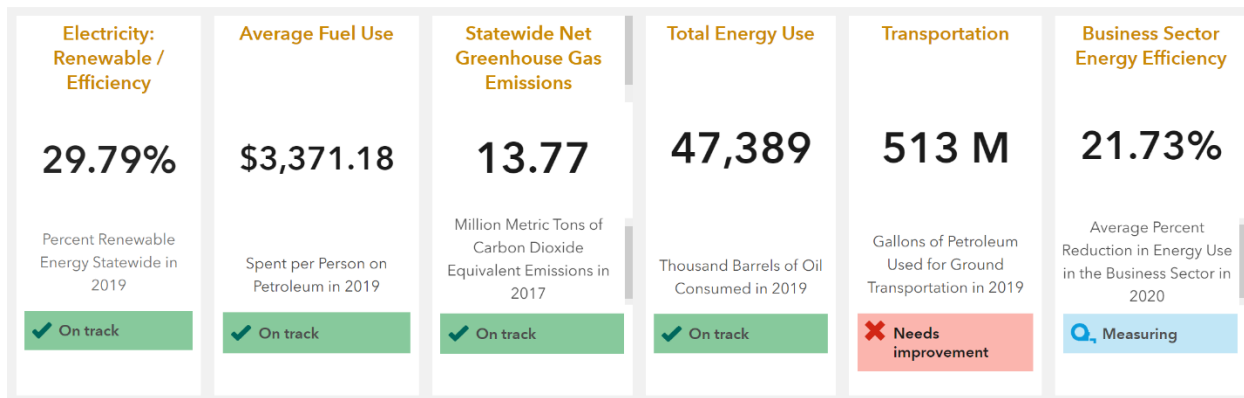 Electricity:
Renewable /
Efficiency
29.79%
Percent Renewable
Energy Statewide in
2019
On track
Average Fuel Use
$3,371.18
Spent per Person on
Petroleum in 2019
On track
Statewide Net
Greenhouse Gas
Emissions
13.77
Million Metric Tons of
Carbon Dioxide
Equivalent Emissions in
2017
On track
Total Energy Use
47,389
Thousand Barrels of Oil
Consumed in 2019
On track
Transportation
513 M
Gallons of Petroleum
Used for Ground
Transportation in 2019
Needs
improvement
Business Sector
Energy Efficiency
21.73%
Average Percent
Reduction in Energy Use
in the Business Sector in
2020
Measuring